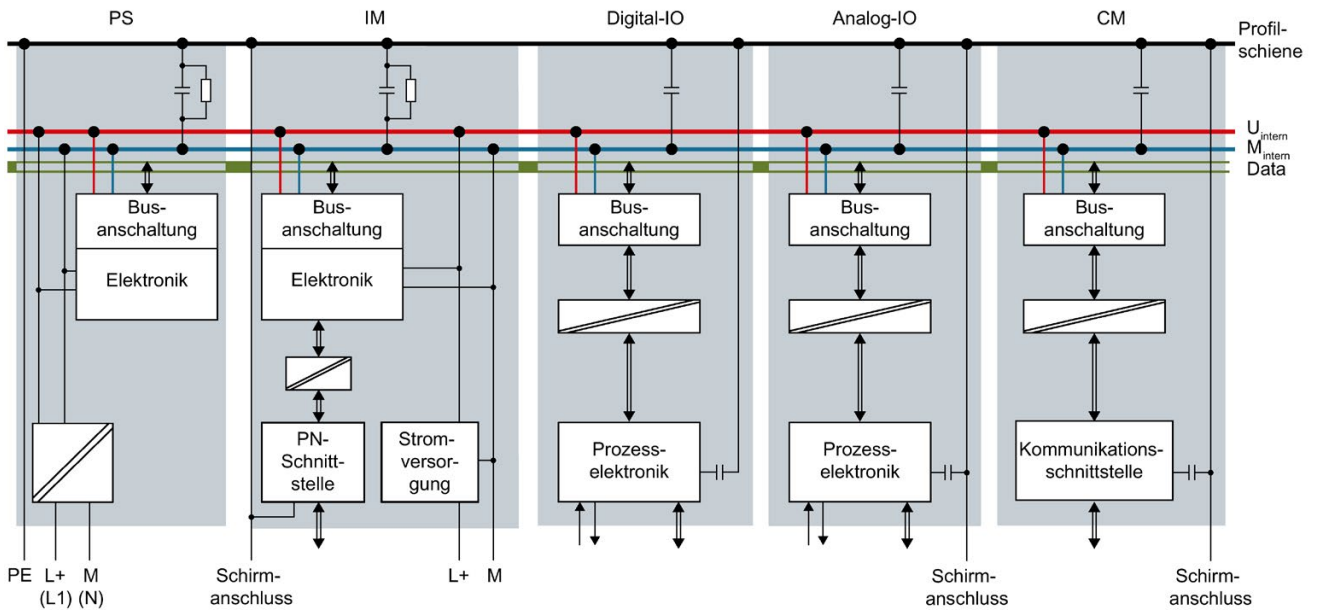 PS
IM
Digital-IO
Analog-IO
CM
Profil-
schiene
U intern
M intern
Data
Bus-
anschaltung
Elektronik
Bus-
anschaltung
Elektronik
Bus-
anschaltung
Bus-
anschaltung
Bus-
anschaltung
PN-
Schnitt-
stelle
Strom-
versor-
gung
Prozess-
elektronik
Prozess-
elektronik
Kommunikations-
schnittstelle
PE
L+
(L1)
M
(N)
Schirm-
anschluss
L+
M
Schirm-
anschluss
Schirm-
anschluss